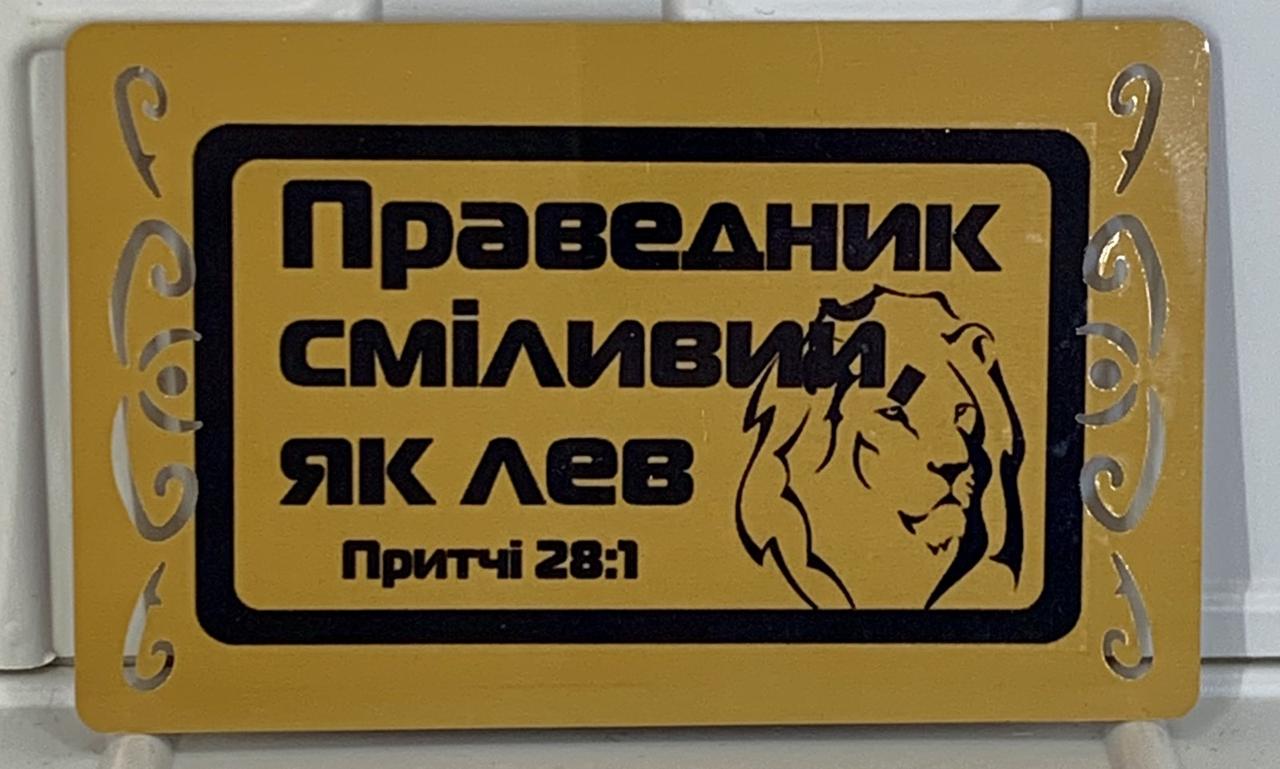 Праведник
сміливий,
як лев
Притчі 28:1